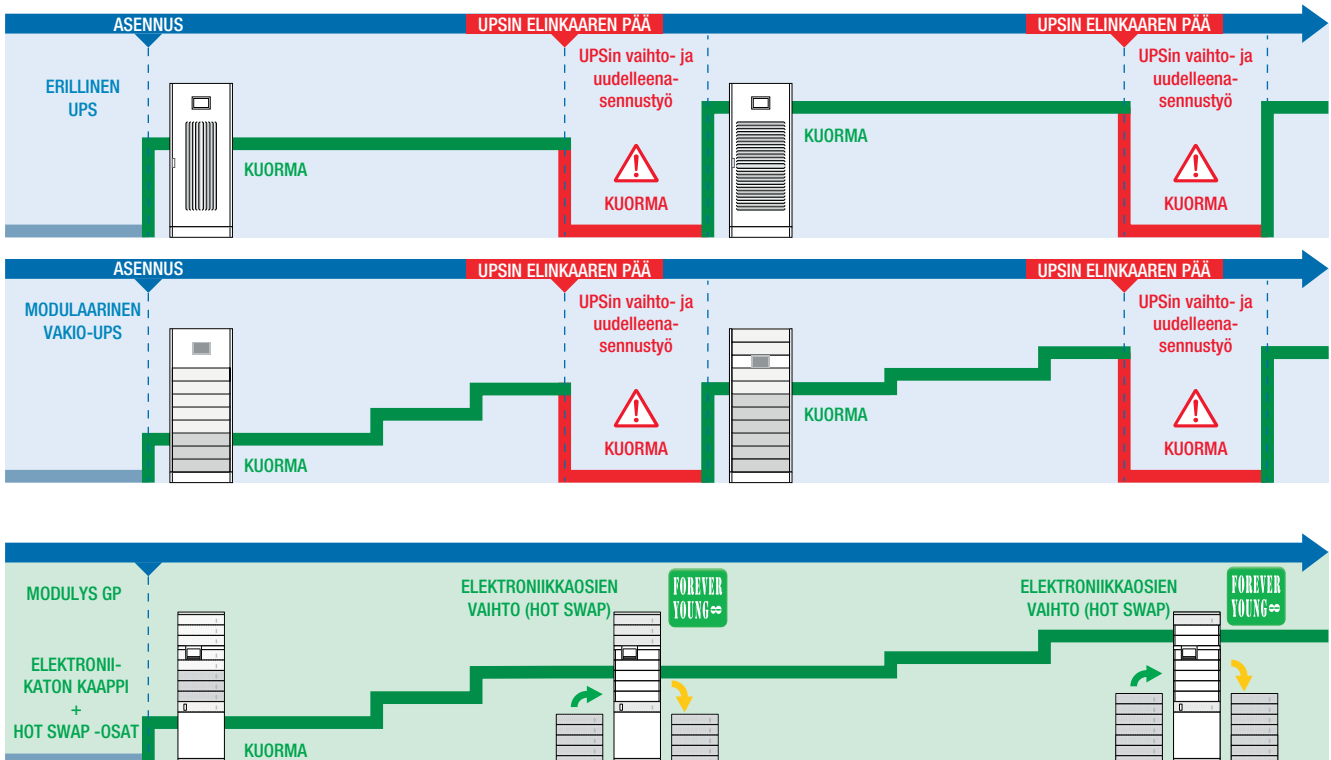 ASENNUS
UPSIN ELINKAAREN PÄÄ
UPSIN ELINKAAREN PÄÄ
ERILLINEN
UPS
KUORMA
UPSin vaihto- ja
uudelleena-
sennustyö
KUORMA
KUORMA
UPSin vaihto- ja
uudelleena-
sennustyö
KUORMA
ASENNUS
UPSIN ELINKAAREN PÄÄ
UPSIN ELINKAAREN PÄÄ
MODULAARINEN
VAKIO-UPS
KUORMA
UPSin vaihto- ja
uudelleena-
sennustyö
KUORMA
KUORMA
UPSin vaihto- ja
uudelleena-
sennustyö
KUORMA
MODULYS GP
ELEKTRONII-
KATON KAAPPI
+
HOT SWAP -OSAT
KUORMA
ELEKTRONIIKKAOSIEN
VAIHTO (HOT SWAP)
FOREVER
YOUNG∞
ELEKTRONIIKKAOSIEN
VAIHTO (HOT SWAP)
FOREVER
YOUNG∞